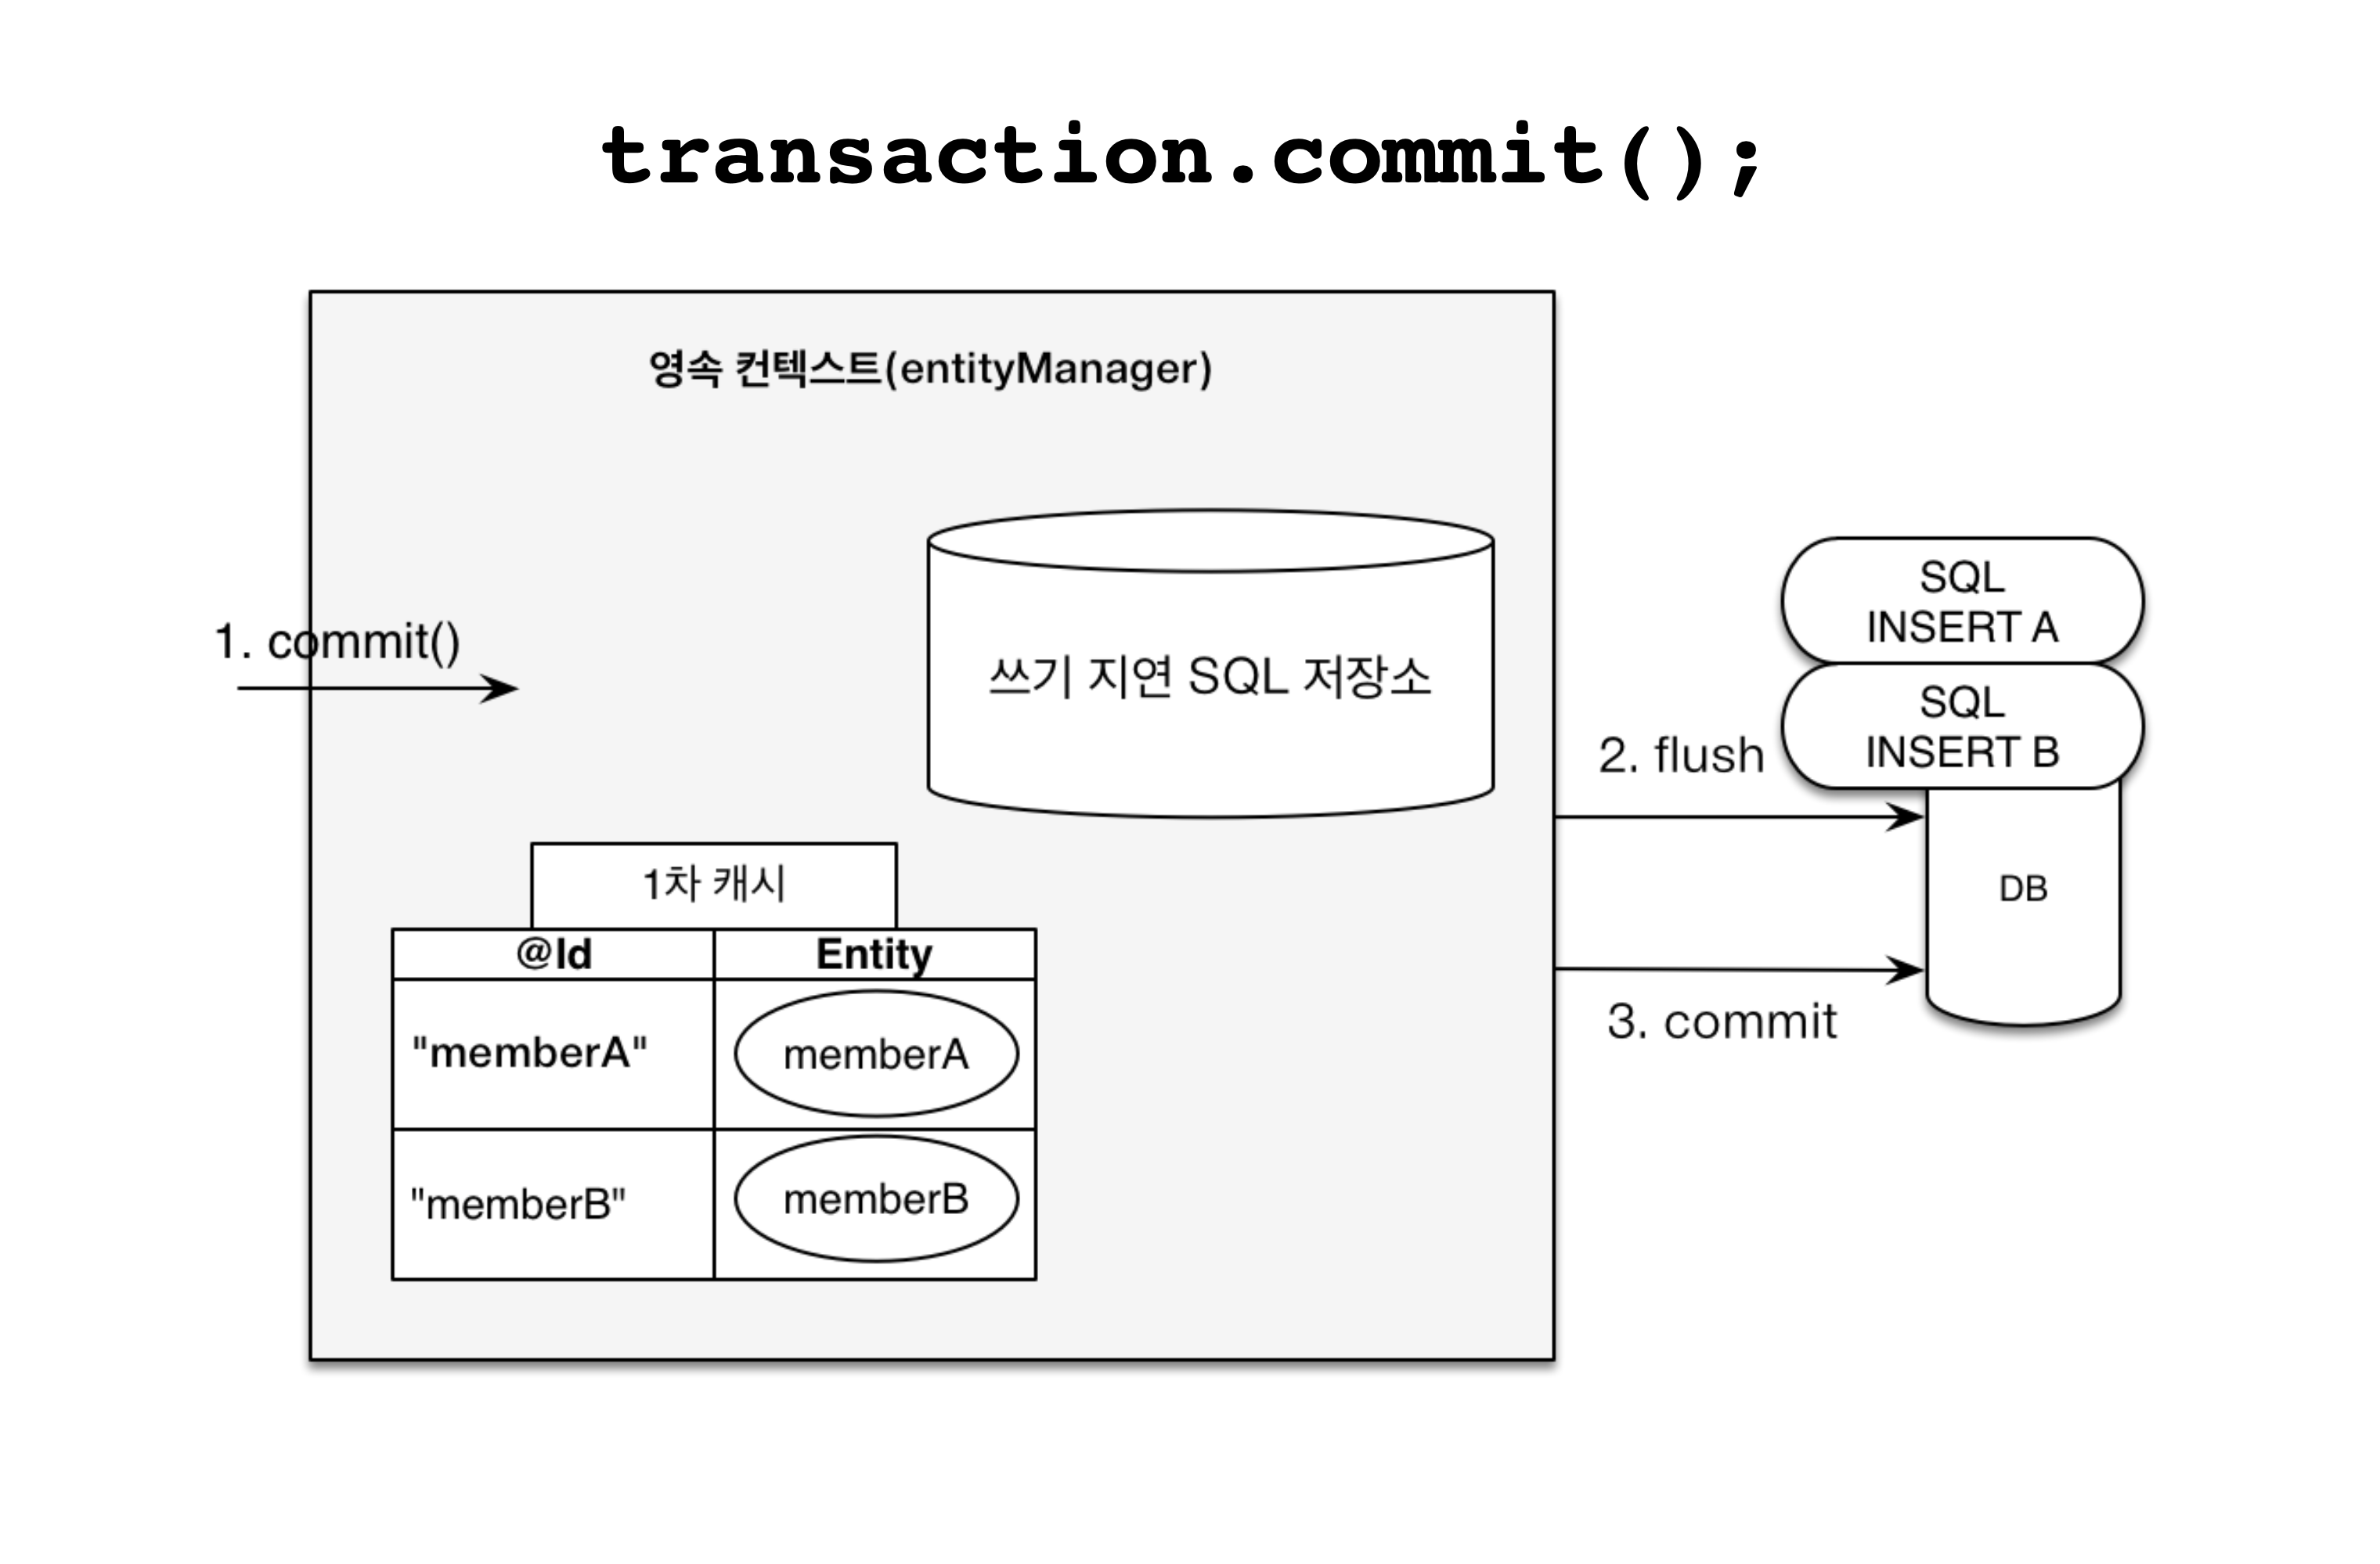 transaction.commit();
영속 컨텍스트(entityManager)
1. commit()
쓰기 지연 SQL 저장소
SQL
INSERT A
SQL
INSERT B
2. flush
DB
3. commit
1차 캐시
@Id
Entity
"memberA"
memberA
"memberB"
memberB